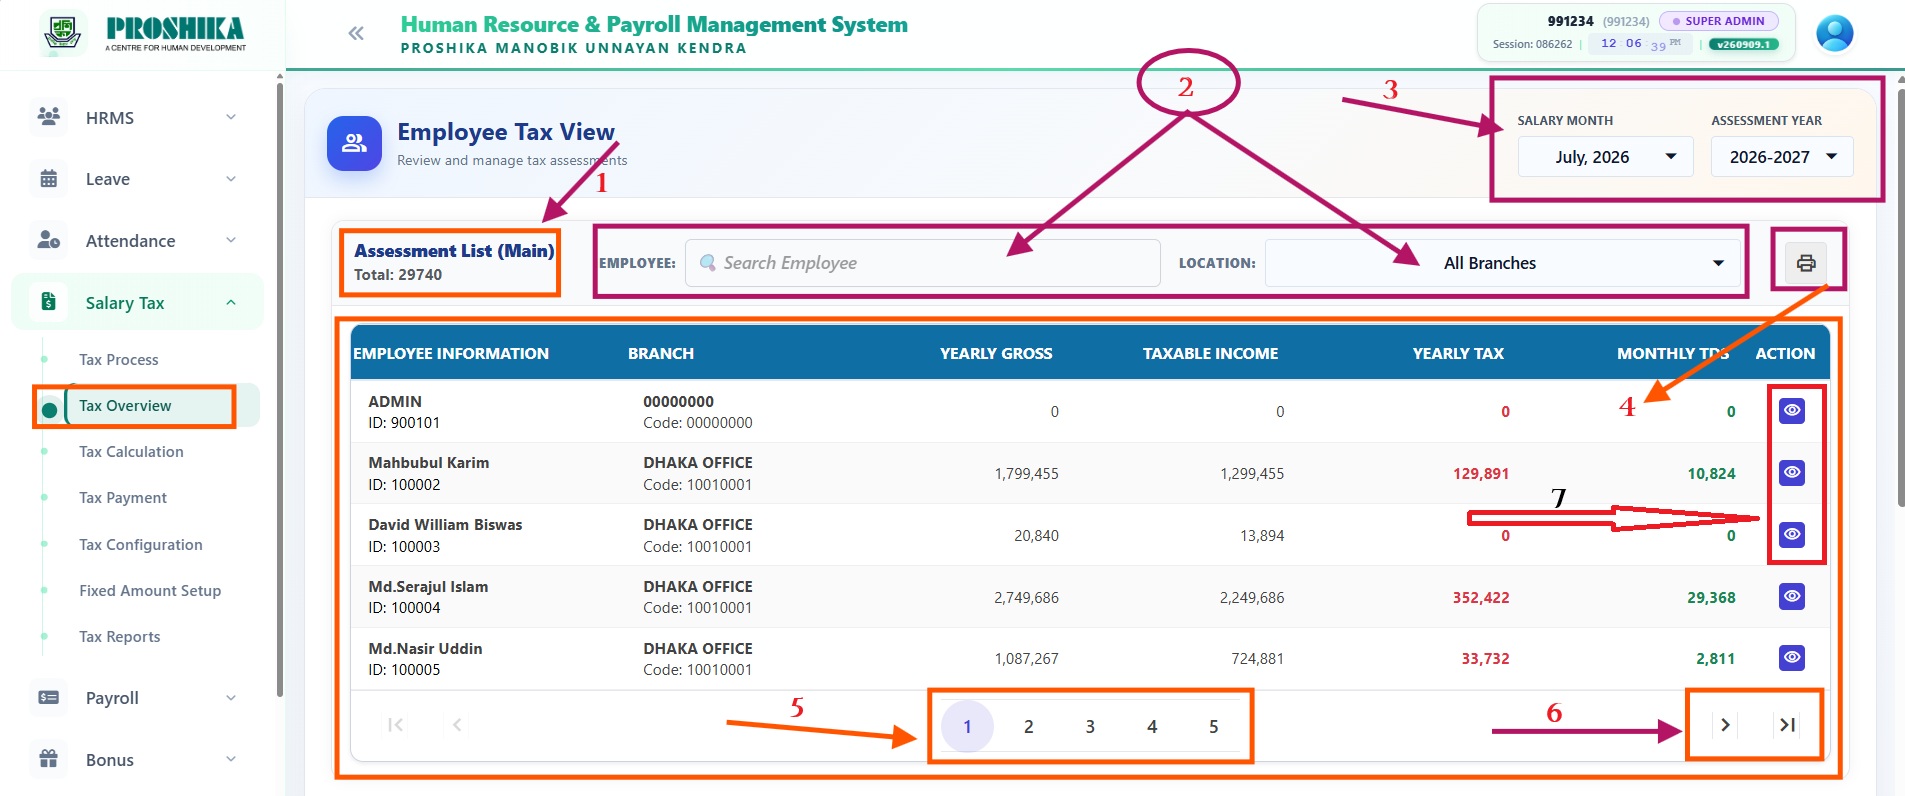 PROSHIKA
A CENTRE FOR HUMAN DEVELOPMENT
Human Resource & Payroll Management System
PROSHIKA MANOBIK UNNAYAN KENDRA
991234 (991234) SUPER ADMIN
Session: 086262 | 12:06:39 PM | v260909.1
HRMS
Leave
Attendance
Salary Tax
Tax Process
Tax Overview
Tax Calculation
Tax Payment
Tax Configuration
Fixed Amount Setup
Tax Reports
Payroll
Bonus
Employee Tax View
Review and manage tax assessments
1
2
3
SALARY MONTH ASSESSMENT YEAR
July, 2026 2026-2027
Assessment List (Main)
Total: 29740
EMPLOYEE: Search Employee LOCATION: All Branches
EMPLOYEE INFORMATION BRANCH YEARLY GROSS TAXABLE INCOME YEARLY TAX MONTHLY TDS ACTION
4
ADMIN 00000000 0 0 0 0
ID: 900101 Code: 00000000
Mahbubul Karim DHAKA OFFICE 1,799,455 1,299,455 129,891 10,824
ID: 100002 Code: 10010001
7
David William Biswas DHAKA OFFICE 20,840 13,894 0 0
ID: 100003 Code: 10010001
Md.Serajul Islam DHAKA OFFICE 2,749,686 2,249,686 352,422 29,368
ID: 100004 Code: 10010001
Md.Nasir Uddin DHAKA OFFICE 1,087,267 724,881 33,732 2,811
ID: 100005 Code: 10010001
5
6
1 2 3 4 5